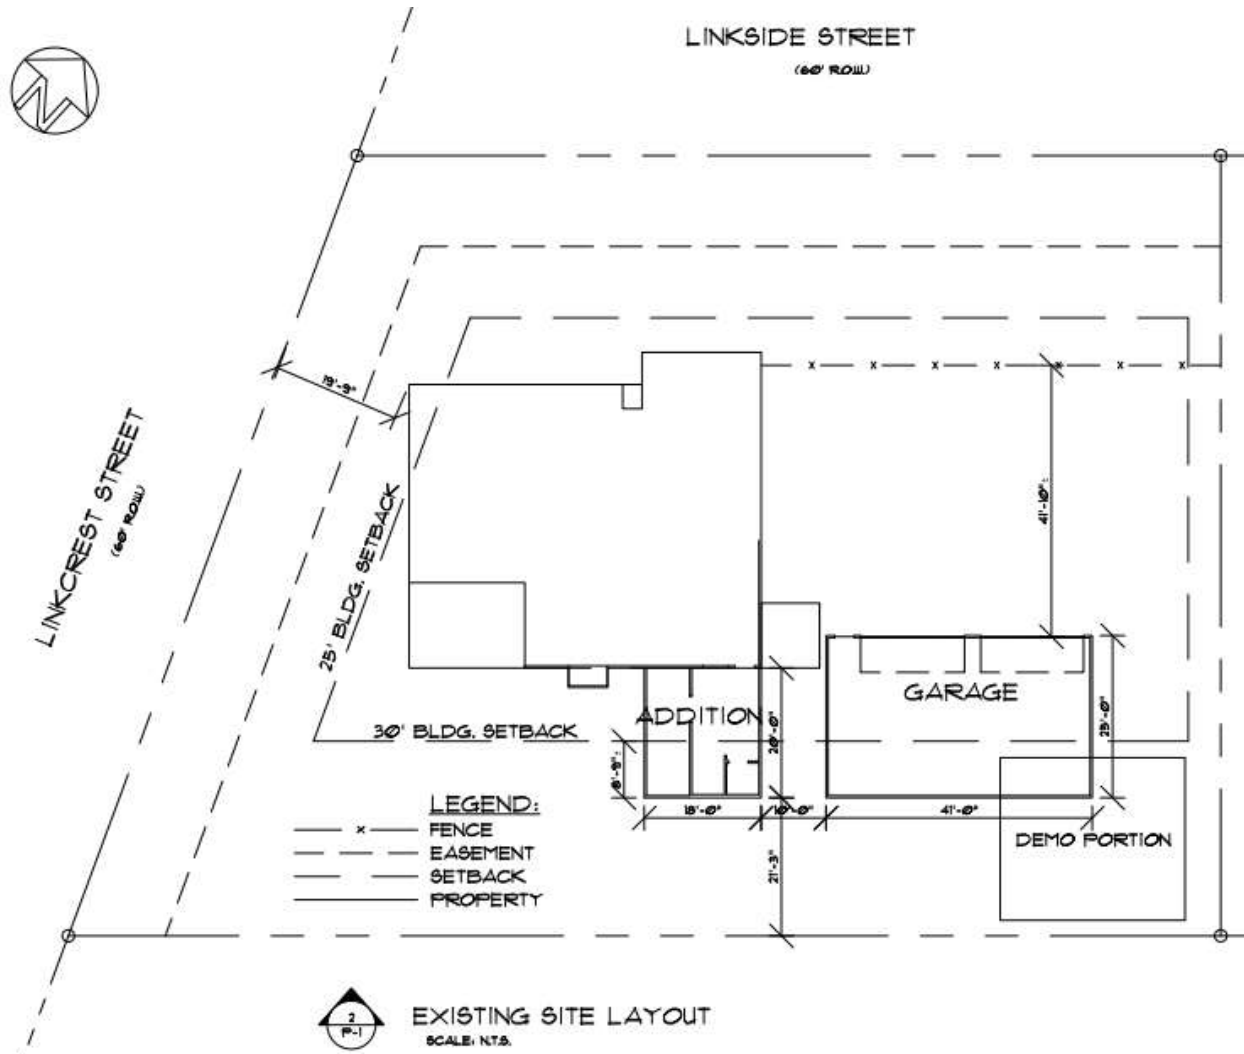 LINKSIDE STREET
(60' ROW)
N
19'-9"
LINKCREST STREET
(60' ROW)
25' BLDG. SETBACK
x x x x x x x
41'-10"±
GARAGE
ADDITION
30' BLDG. SETBACK
20'-0"
25'-0"
8'-9"±
LEGEND:
x FENCE
EASEMENT
SETBACK
PROPERTY
18'-0" 10'-0" 41'-0"
DEMO PORTION
21'-3"
2
P-1
EXISTING SITE LAYOUT
SCALE: N.T.S.